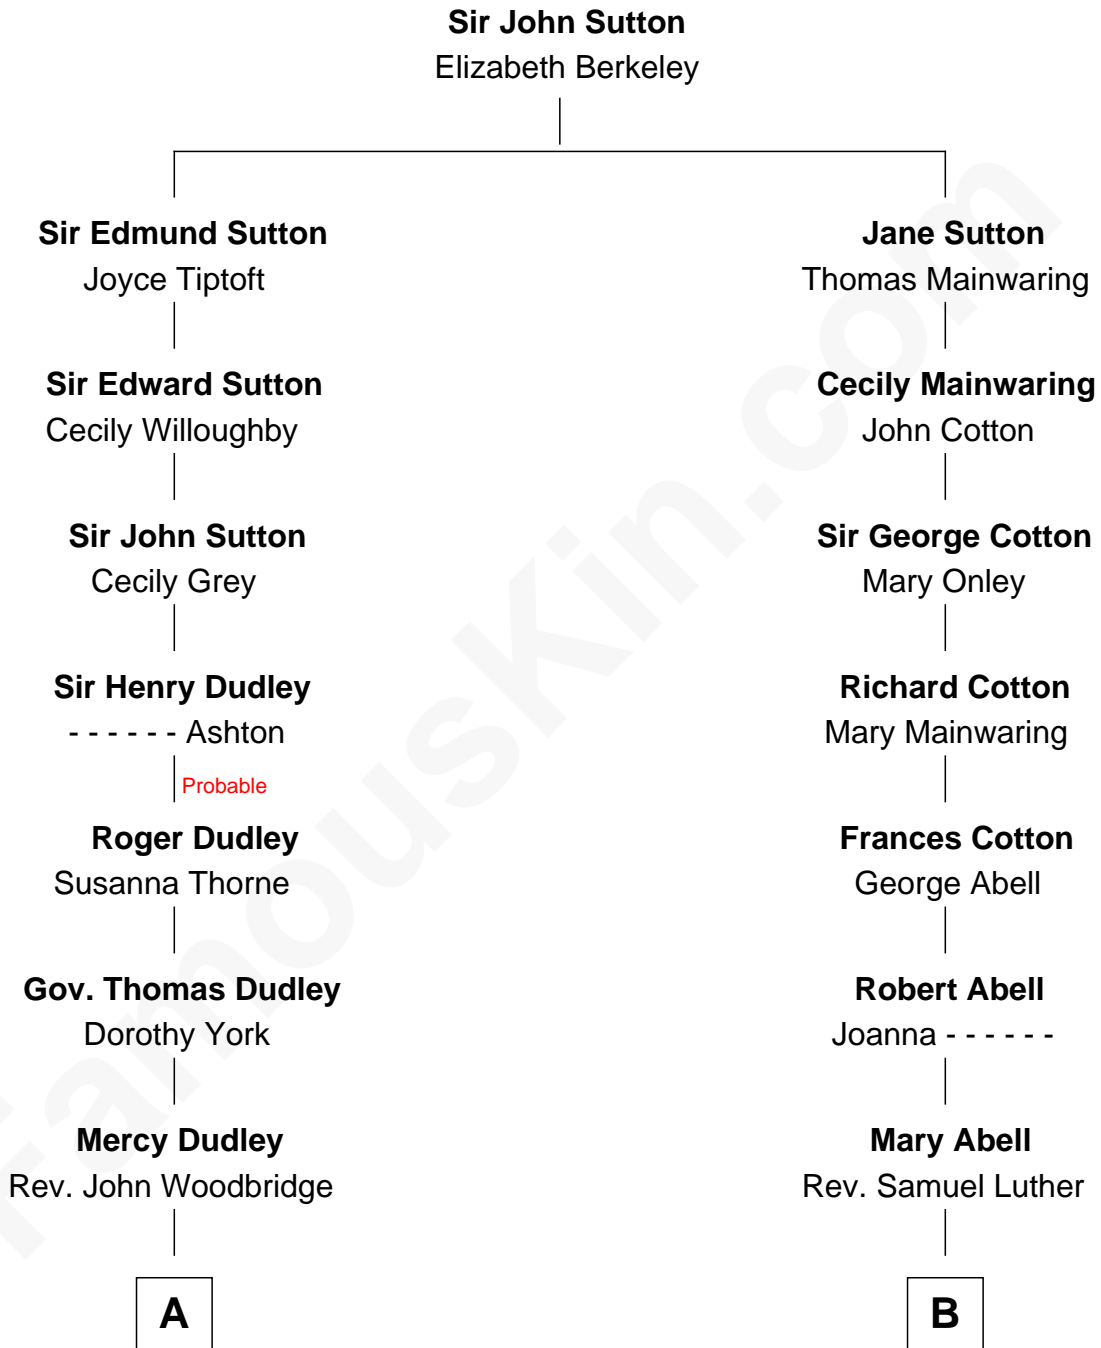 Sir John Sutton
Elizabeth Berkeley
Sir Edmund Sutton
Joyce Tiptoft
Sir Edward Sutton
Cecily Willoughby
Sir John Sutton
Cecily Grey
Sir Henry Dudley
- - - - - - Ashton
Probable
Roger Dudley
Susanna Thorne
Gov. Thomas Dudley
Dorothy York
Mercy Dudley
Rev. John Woodbridge
A
Jane Sutton
Thomas Mainwaring
Cecily Mainwaring
John Cotton
Sir George Cotton
Mary Onley
Richard Cotton
Mary Mainwaring
Frances Cotton
George Abell
Robert Abell
Joanna - - - - - -
Mary Abell
Rev. Samuel Luther
B
FamousKin.com